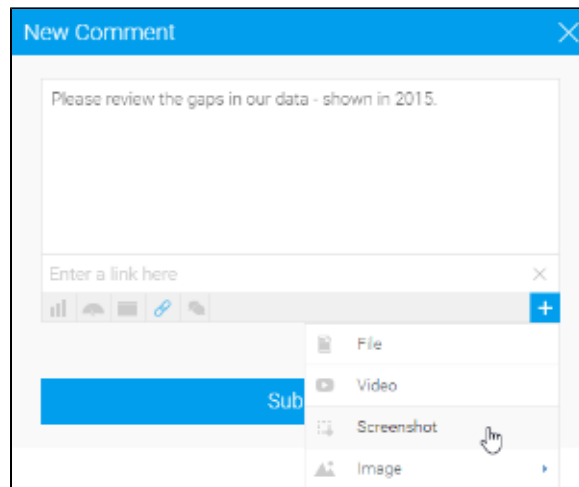 New Comment
Please review the gaps in our data - shown in 2015.
Enter a link here
File
Video
Sub
Screenshot
Image